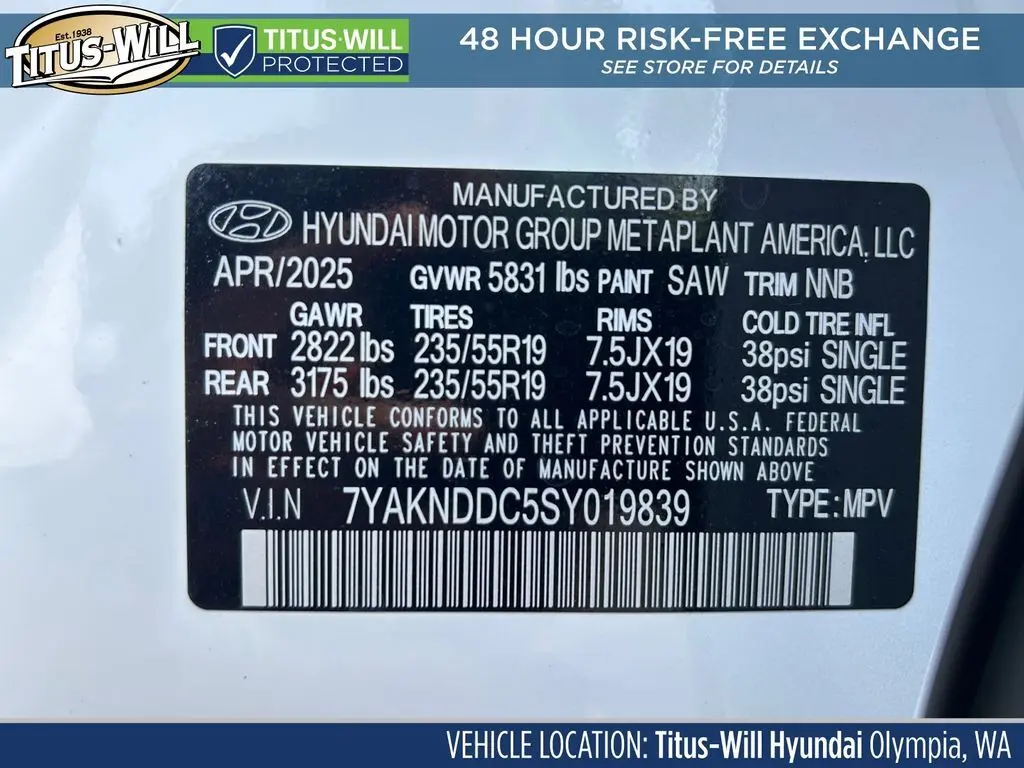 Est. 1938
TITUS-WILL
TITUS-WILL
PROTECTED
48 HOUR RISK-FREE EXCHANGE
SEE STORE FOR DETAILS
MANUFACTURED BY
HYUNDAI MOTOR GROUP METAPLANT AMERICA, LLC
APR/2025 GVWR 5831 lbs PAINT SAW TRIM NNB
GAWR TIRES RIMS COLD TIRE INFL
FRONT 2822 lbs 235/55R19 7.5JX19 38psi SINGLE
REAR 3175 lbs 235/55R19 7.5JX19 38psi SINGLE
THIS VEHICLE CONFORMS TO ALL APPLICABLE U.S.A. FEDERAL
MOTOR VEHICLE SAFETY AND THEFT PREVENTION STANDARDS
IN EFFECT ON THE DATE OF MANUFACTURE SHOWN ABOVE
V.I.N 7YAKNDDC5SY019839 TYPE: MPV
VEHICLE LOCATION: Titus-Will Hyundai Olympia, WA